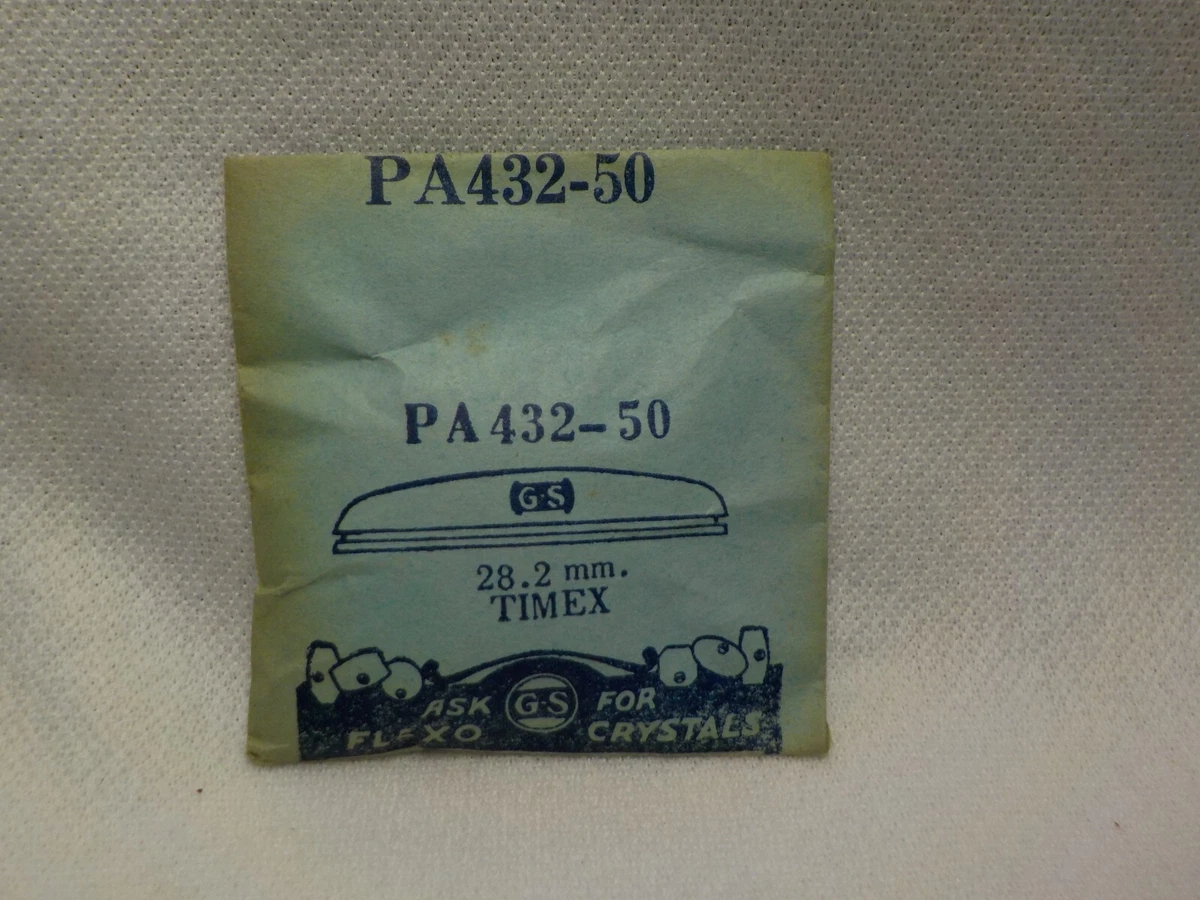 PA432-50
PA432-50
G·S
28.2 mm.
TIMEX
ASK G·S FOR
FLEXO CRYSTALS